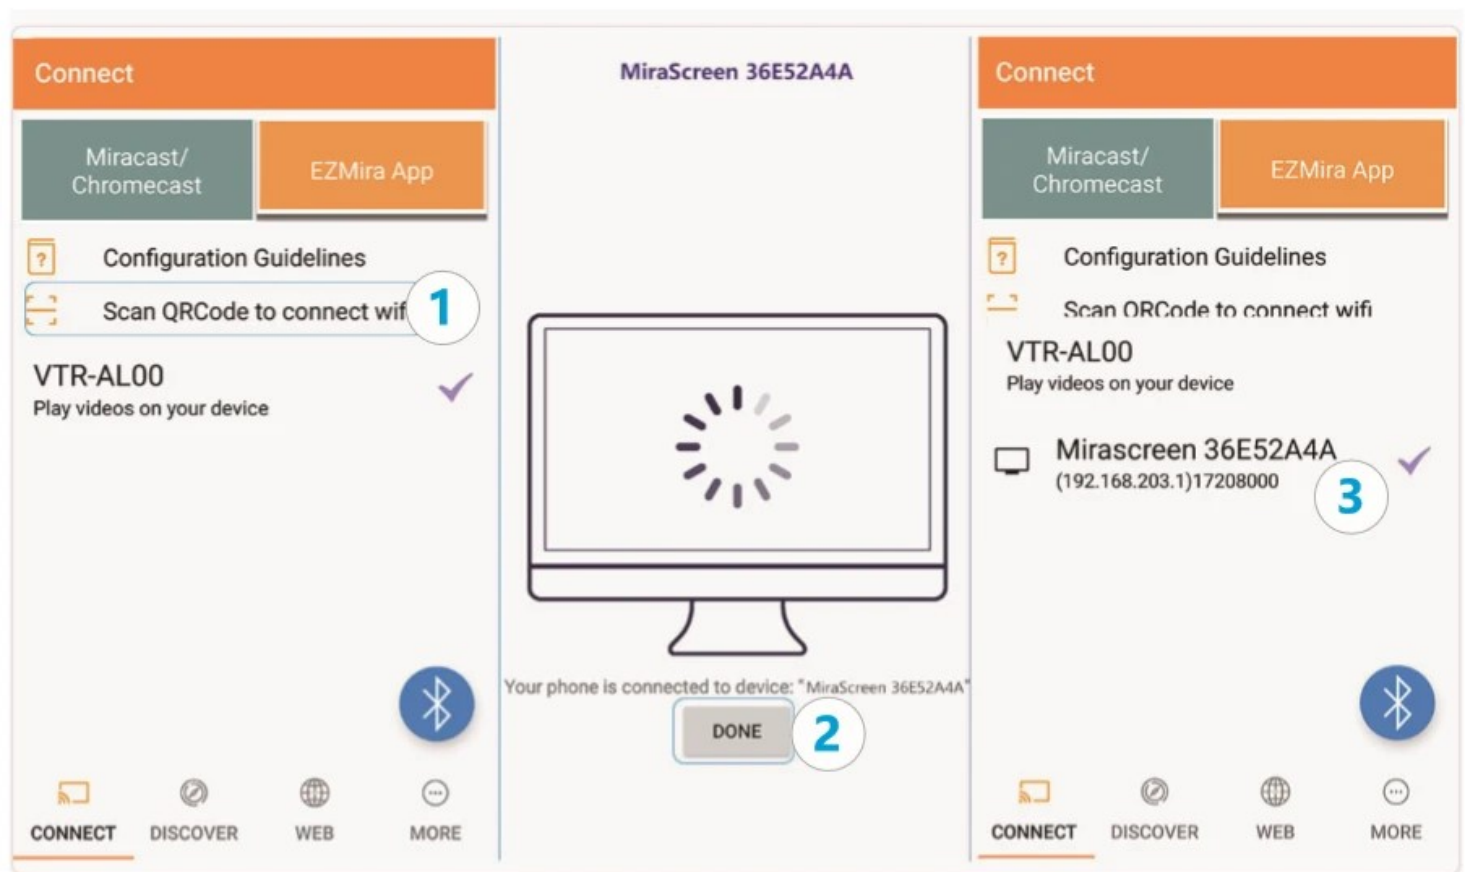 Connect
Miracast/
Chromecast
EZMira App
Configuration Guidelines
Scan QRCode to connect wif
1
VTR-AL00
Play videos on your device
CONNECT
DISCOVER
WEB
MORE
MiraScreen 36E52A4A
Your phone is connected to device: "MiraScreen 36E52A4A"
DONE
2
Connect
Miracast/
Chromecast
EZMira App
Configuration Guidelines
Scan QRCode to connect wifi
VTR-AL00
Play videos on your device
Mirascreen 36E52A4A
(192.168.203.1)17208000
3
CONNECT
DISCOVER
WEB
MORE